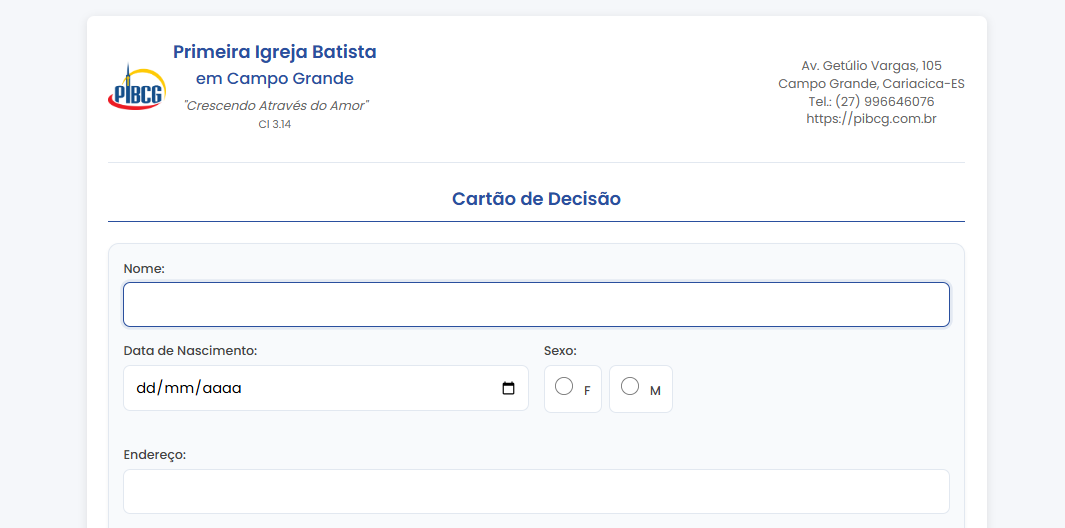 PIBCG
Primeira Igreja Batista
em Campo Grande
"Crescendo Através do Amor"
Cl 3.14
Av. Getúlio Vargas, 105
Campo Grande, Cariacica-ES
Tel.: (27) 996646076
https://pibcg.com.br
Cartão de Decisão
Nome:
Data de Nascimento:
Sexo:
dd/mm/aaaa
F
M
Endereço: